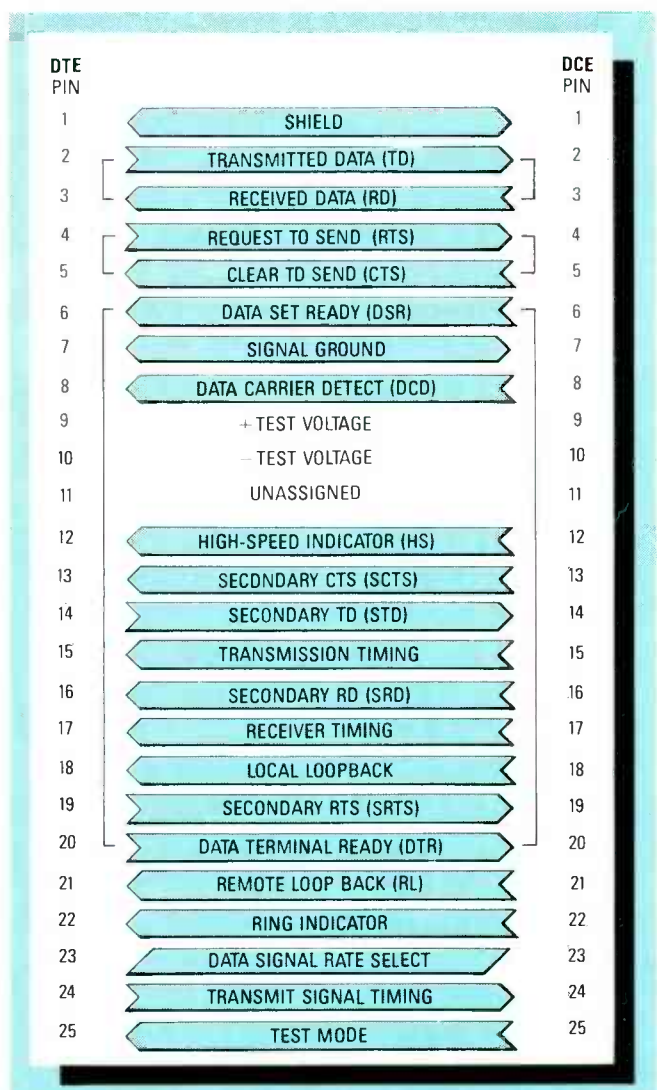 DTE DCE
PIN PIN
1 SHIELD 1
2 TRANSMITTED DATA (TD) 2
3 RECEIVED DATA (RD) 3
4 REQUEST TO SEND (RTS) 4
5 CLEAR TD SEND (CTS) 5
6 DATA SET READY (DSR) 6
7 SIGNAL GROUND 7
8 DATA CARRIER DETECT (DCD) 8
9 + TEST VOLTAGE 9
10 – TEST VOLTAGE 10
11 UNASSIGNED 11
12 HIGH-SPEED INDICATOR (HS) 12
13 SECDNDARY CTS (SCTS) 13
14 SECONDARY TD (STD) 14
15 TRANSMISSION TIMING 15
16 SECONDARY RD (SRD) 16
17 RECEIVER TIMING 17
18 LOCAL LOOPBACK 18
19 SECONDARY RTS (SRTS) 19
20 DATA TERMINAL READY (DTR) 20
21 REMOTE LOOP BACK (RL) 21
22 RING INDICATOR 22
23 DATA SIGNAL RATE SELECT 23
24 TRANSMIT SIGNAL TIMING 24
25 TEST MODE 25